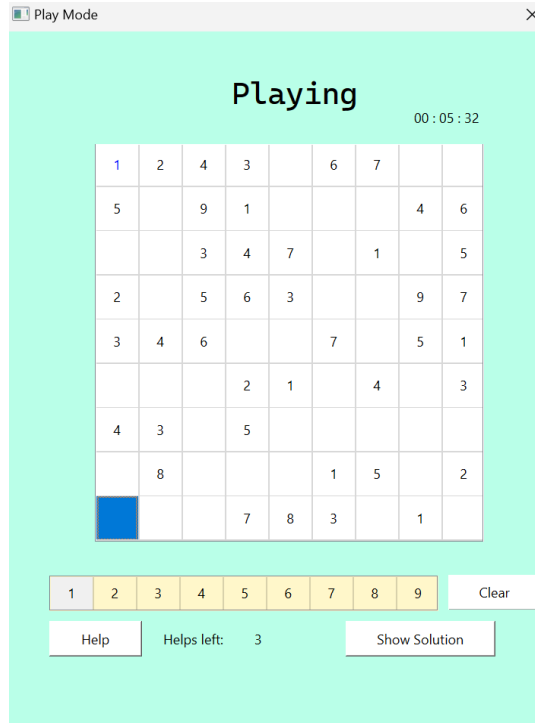 Play Mode
Playing
00 : 05 : 32
1 2 4 3 6 7
5 9 1 4 6
3 4 7 1 5
2 5 6 3 9 7
3 4 6 7 5 1
2 1 4 3
4 3 5
8 1 5 2
7 8 3 1
1 2 3 4 5 6 7 8 9 Clear
Help Helps left: 3 Show Solution